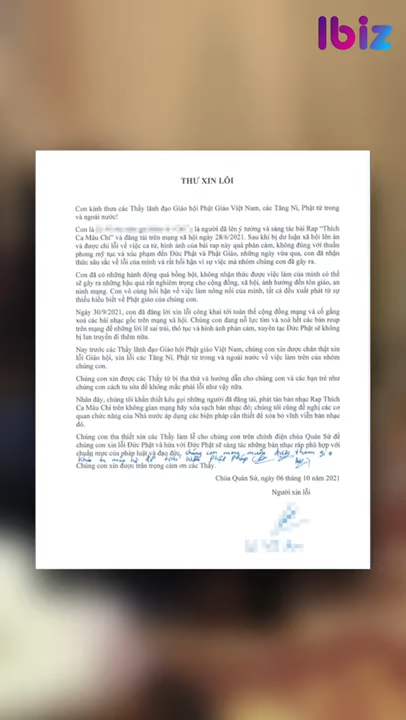 Ibiz
THƯ XIN LỖI
Con kính thưa các Thầy lãnh đạo Giáo hội Phật Giáo Việt Nam, các Tăng Ni, Phật tử trong
và ngoài nước!
Con là là người đã lên ý tưởng và sáng tác bài Rap “Thích
Ca Mâu Chí” và đăng tải trên mạng xã hội ngày 28/6/2021. Sau khi bị dư luận xã hội lên án
và được chỉ lỗi về việc ca từ, hình ảnh của bài rap này quá phản cảm, không đúng với thuần
phong mỹ tục và xúc phạm đến Đức Phật và Phật Giáo, những ngày vừa qua, con đã nhận
thức sâu sắc về lỗi của mình và rất hối hận vì sự việc mà nhóm chúng con đã gây ra.
Con đã có những hành động quá bồng bột, không nhận thức được việc làm của mình có thể
sẽ gây ra những hậu quả rất nghiêm trọng cho cộng đồng, xã hội, ảnh hưởng đến tôn giáo, an
ninh mạng. Con vô cùng hối hận về việc làm nông nổi của mình, tất cả đều xuất phát từ sự
thiếu hiểu biết về Phật giáo của chúng con.
Ngày 30/9/2021, con đã đăng lời xin lỗi công khai tới toàn thể cộng đồng mạng và cố gắng
xoá các bài nhạc gốc trên mạng xã hội. Chúng con đang nỗ lực tìm và xoá hết các bản reup
trên mạng để những lời lẽ sai trái, thô tục và hình ảnh phản cảm, xuyên tạc Đức Phật sẽ không
bị lan truyền đi thêm nữa.
Nay trước các Thầy lãnh đạo Giáo hội Phật giáo Việt Nam, chúng con xin được chân thật xin
lỗi Giáo hội, xin lỗi các Tăng Ni, Phật tử trong và ngoài nước về việc làm trên của nhóm
chúng con.
Chúng con xin được các Thầy từ bi tha thứ và hướng dẫn cho chúng con và các bạn trẻ như
chúng con cách tu sửa để không mắc phải lỗi như vậy nữa.
Nhân đây, chúng tôi khẩn thiết kêu gọi những người đã đăng tải, phát tán bản nhạc Rap Thích
Ca Mâu Chí trên không gian mạng hãy xóa sạch bản nhạc đó; chúng tôi cũng đề nghị các cơ
quan chức năng của Nhà nước áp dụng các biện pháp cần thiết để xóa bỏ vĩnh viễn bản nhạc
đó.
Chúng con tha thiết xin các Thầy làm lễ cho chúng con trên chính điện chùa Quán Sứ để
chúng con xin lỗi Đức Phật và hứa với Đức Phật sẽ sáng tác những bản nhạc ráp phù hợp với
chuẩn mực của pháp luật và đạo đức, chúng con mong muốn được tham gia
khóa tu để Phật Pháp
Chúng con xin được trân trọng cảm ơn các Thầy.
Chùa Quán Sứ, ngày 06 tháng 10 năm 2021
Người xin lỗi